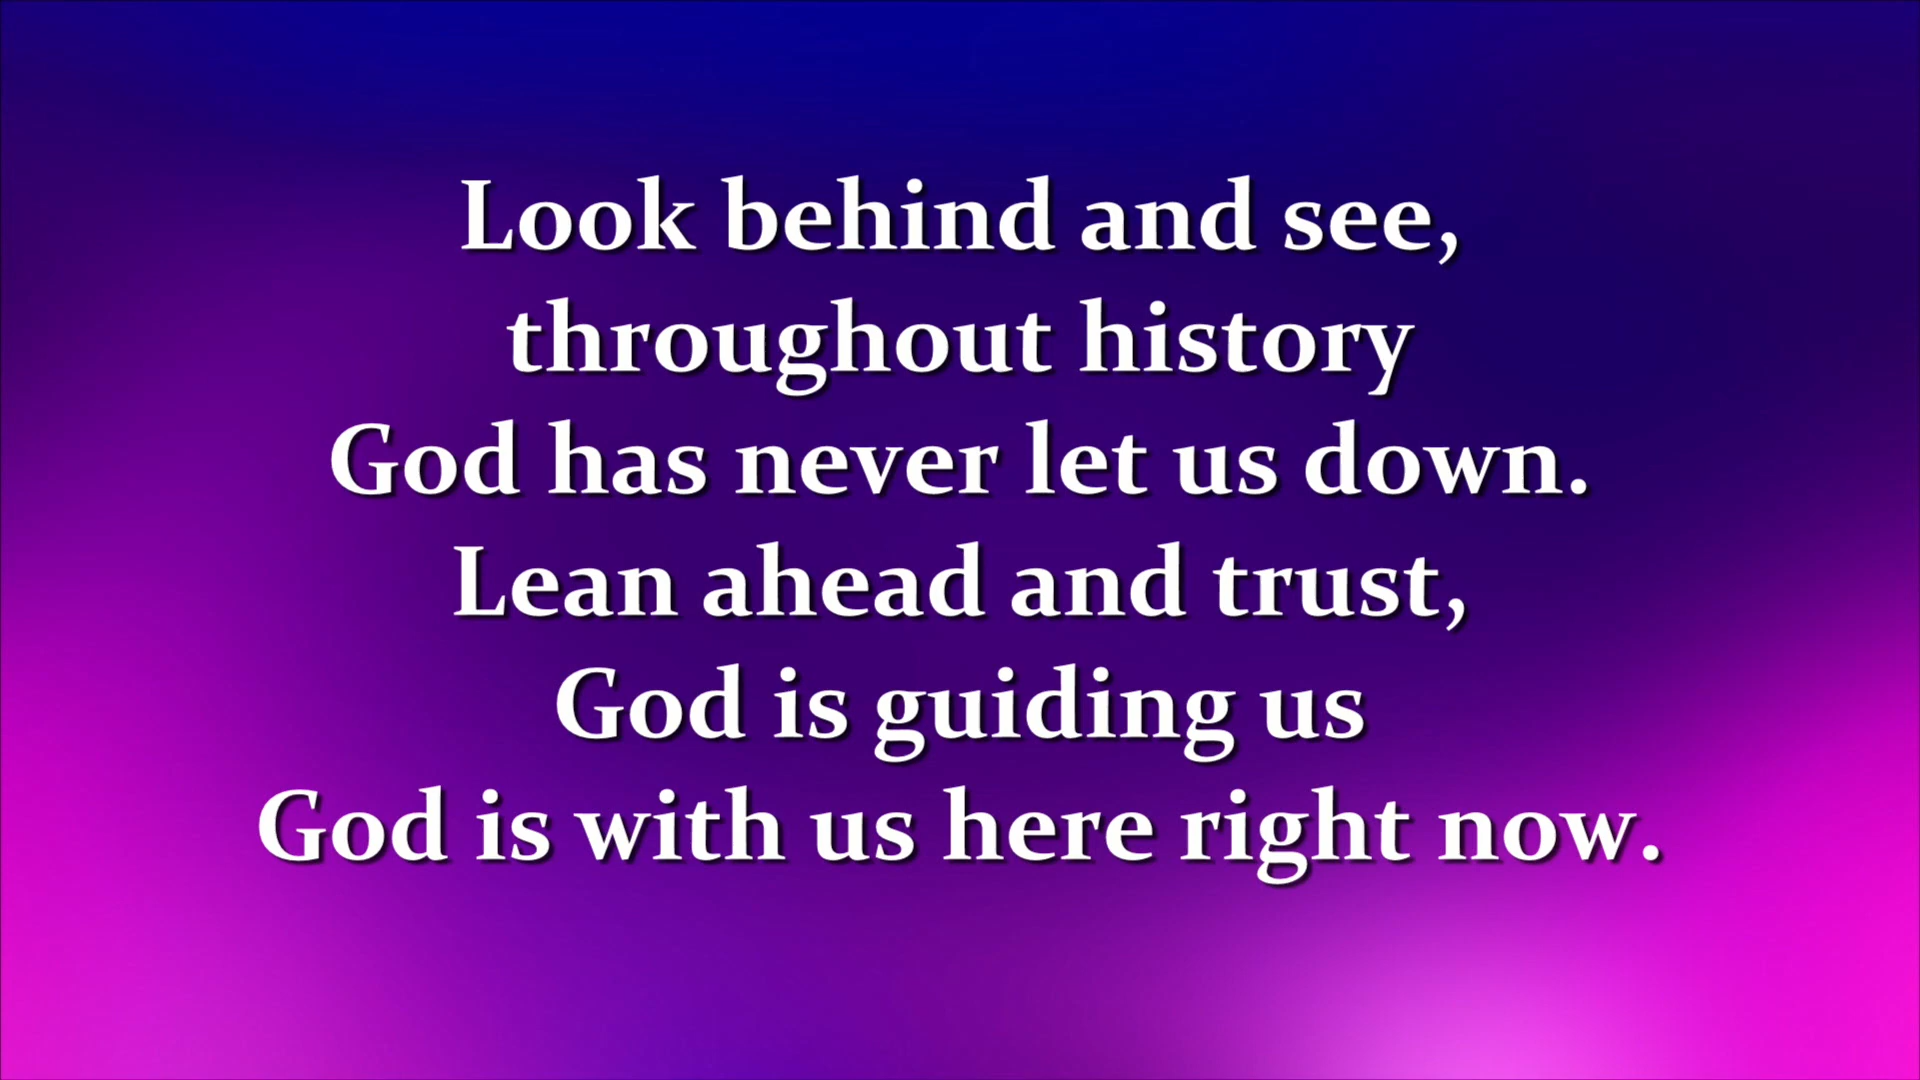 Look behind and see,
throughout history
God has never let us down.
Lean ahead and trust,
God is guiding us
God is with us here right now.